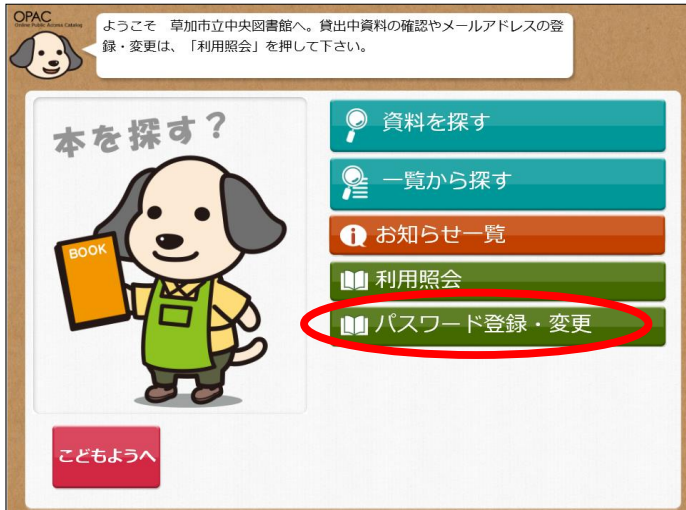 OPAC
Online Public Access Catalog
ようこそ　草加市立中央図書館へ。貸出中資料の確認やメールアドレスの登
録・変更は、「利用照会」を押して下さい。
本を探す？
BOOK
資料を探す
一覧から探す
お知らせ一覧
利用照会
パスワード登録・変更
こどもようへ